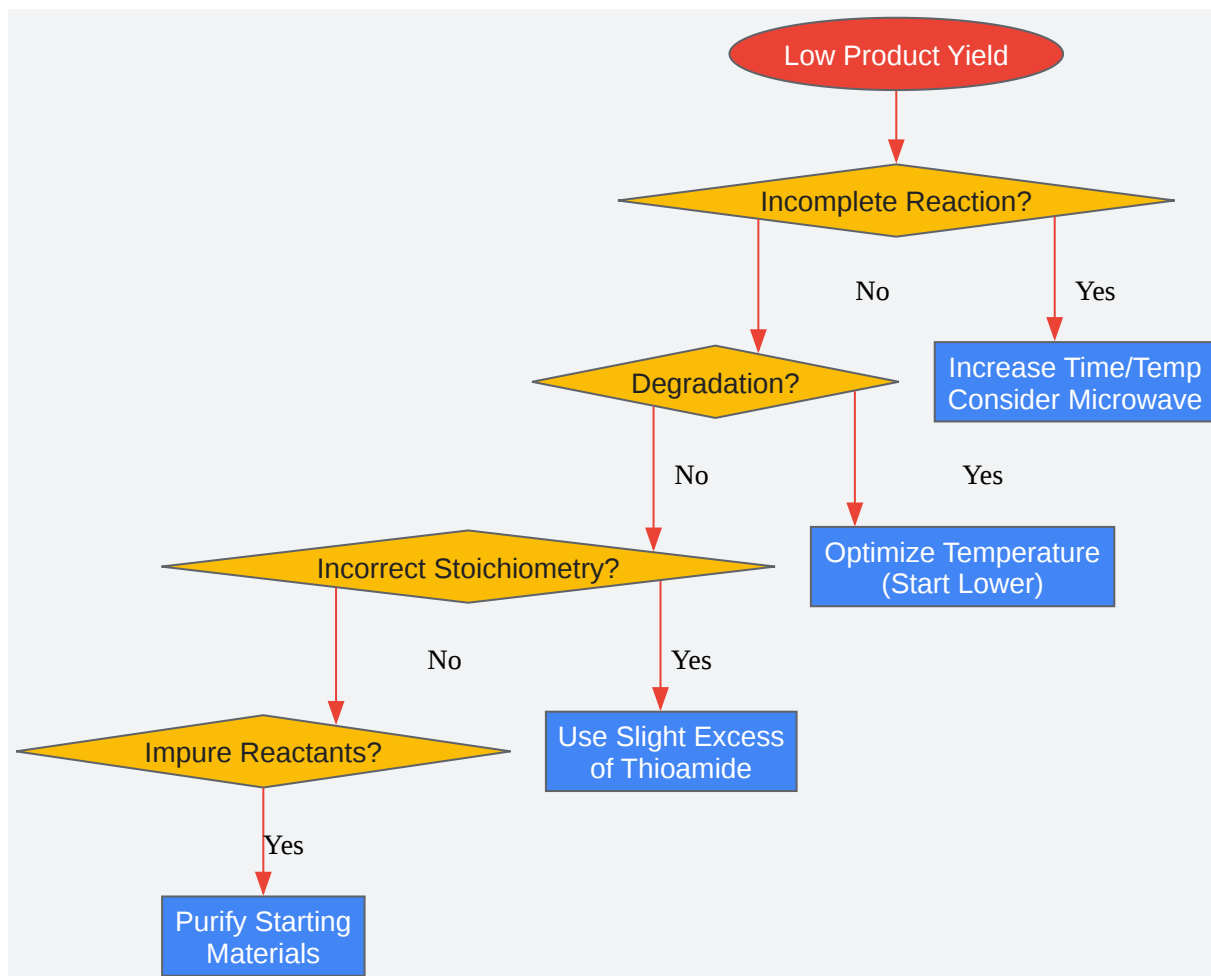 Low Product Yield
Incomplete Reaction?
No
Yes
Increase Time/Temp
Consider Microwave
Degradation?
No
Yes
Optimize Temperature
(Start Lower)
Incorrect Stoichiometry?
No
Yes
Use Slight Excess
of Thioamide
Impure Reactants?
Yes
Purify Starting
Materials